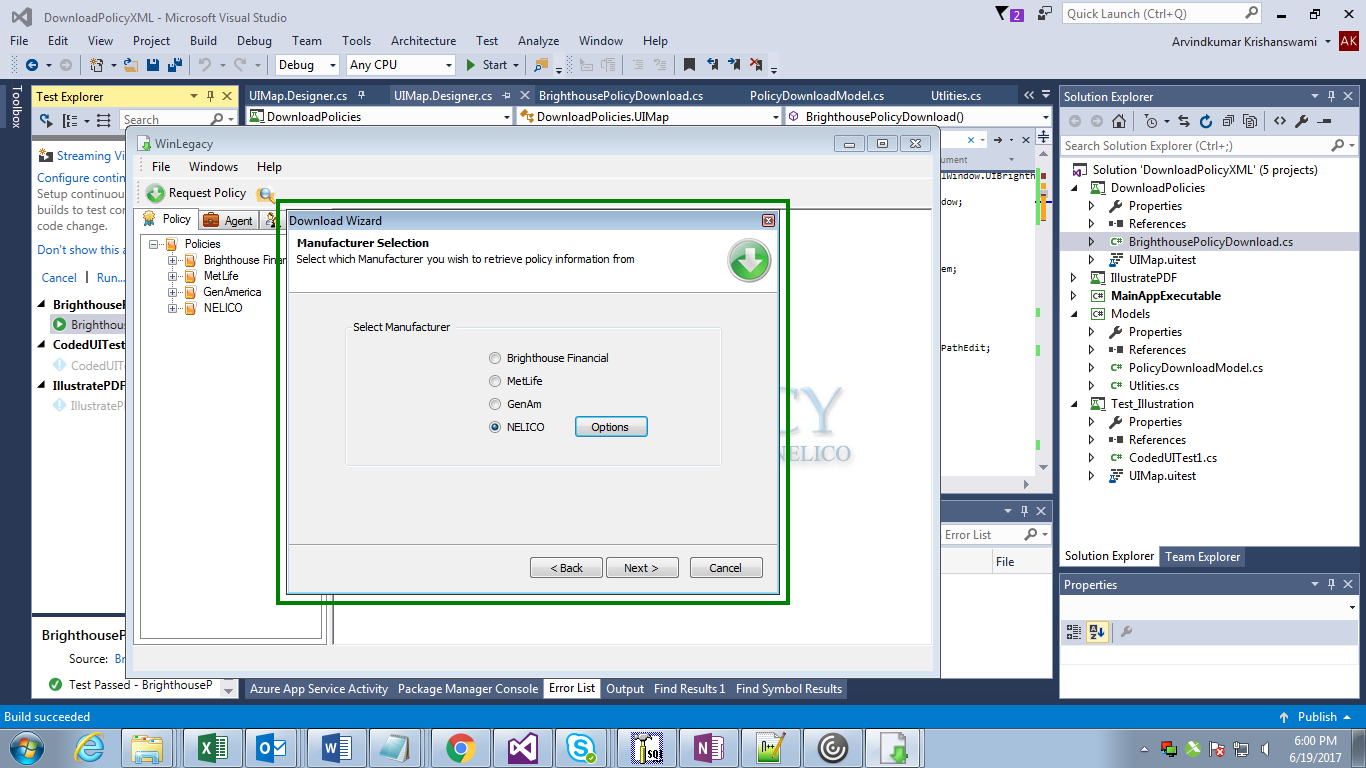 DownloadPolicyXML - Microsoft Visual Studio
2
Quick Launch (Ctrl+Q)
File Edit View Project Build Debug Team Tools Architecture Test Analyze Window Help
Arvindkumar Krishanswami AK
Debug Any CPU Start
Toolbox
Test Explorer
Search
Streaming Vi
Configure contin
Setup continuou
builds to test con
code change.
Don't show this a
Cancel Run...
BrighthouseP
Brighthous
CodedUITest
CodedUITe
IllustratePDF
IllustrateP
BrighthouseP
Source: Br
Test Passed - BrighthouseP
UIMap.Designer.cs UIMap.Designer.cs BrighthousePolicyDownload.cs PolicyDownloadModel.cs Utlities.cs
DownloadPolicies DownloadPolicies.UIMap BrighthousePolicyDownload()
WinLegacy
File Windows Help
Request Policy
Policy Agent
Policies
Brighthouse Finan
MetLife
GenAmerica
NELICO
Download Wizard
Manufacturer Selection
Select which Manufacturer you wish to retrieve policy information from
Select Manufacturer
Brighthouse Financial
MetLife
GenAm
NELICO Options
< Back Next > Cancel
CY
NELICO
ument
lWindow.UIBrighth
dow;
em;
PathEdit;
Error List
File
Azure App Service Activity Package Manager Console Error List Output Find Results 1 Find Symbol Results
Solution Explorer
Search Solution Explorer (Ctrl+;)
Solution 'DownloadPolicyXML' (5 projects)
DownloadPolicies
Properties
References
BrighthousePolicyDownload.cs
UIMap.uitest
IllustratePDF
MainAppExecutable
Models
Properties
References
PolicyDownloadModel.cs
Utlities.cs
Test_Illustration
Properties
References
CodedUITest1.cs
UIMap.uitest
Solution Explorer Team Explorer
Properties
Build succeeded
Publish
6:00 PM
6/19/2017